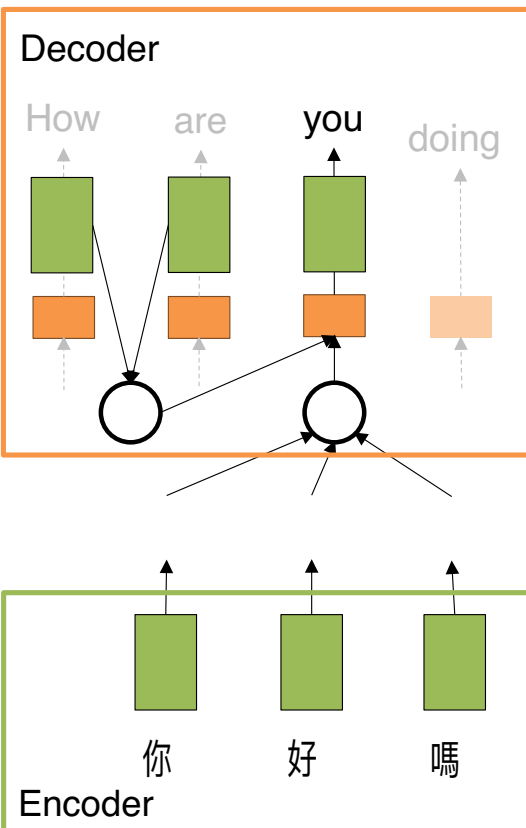 Decoder
How are you doing
你 好 嗎
Encoder